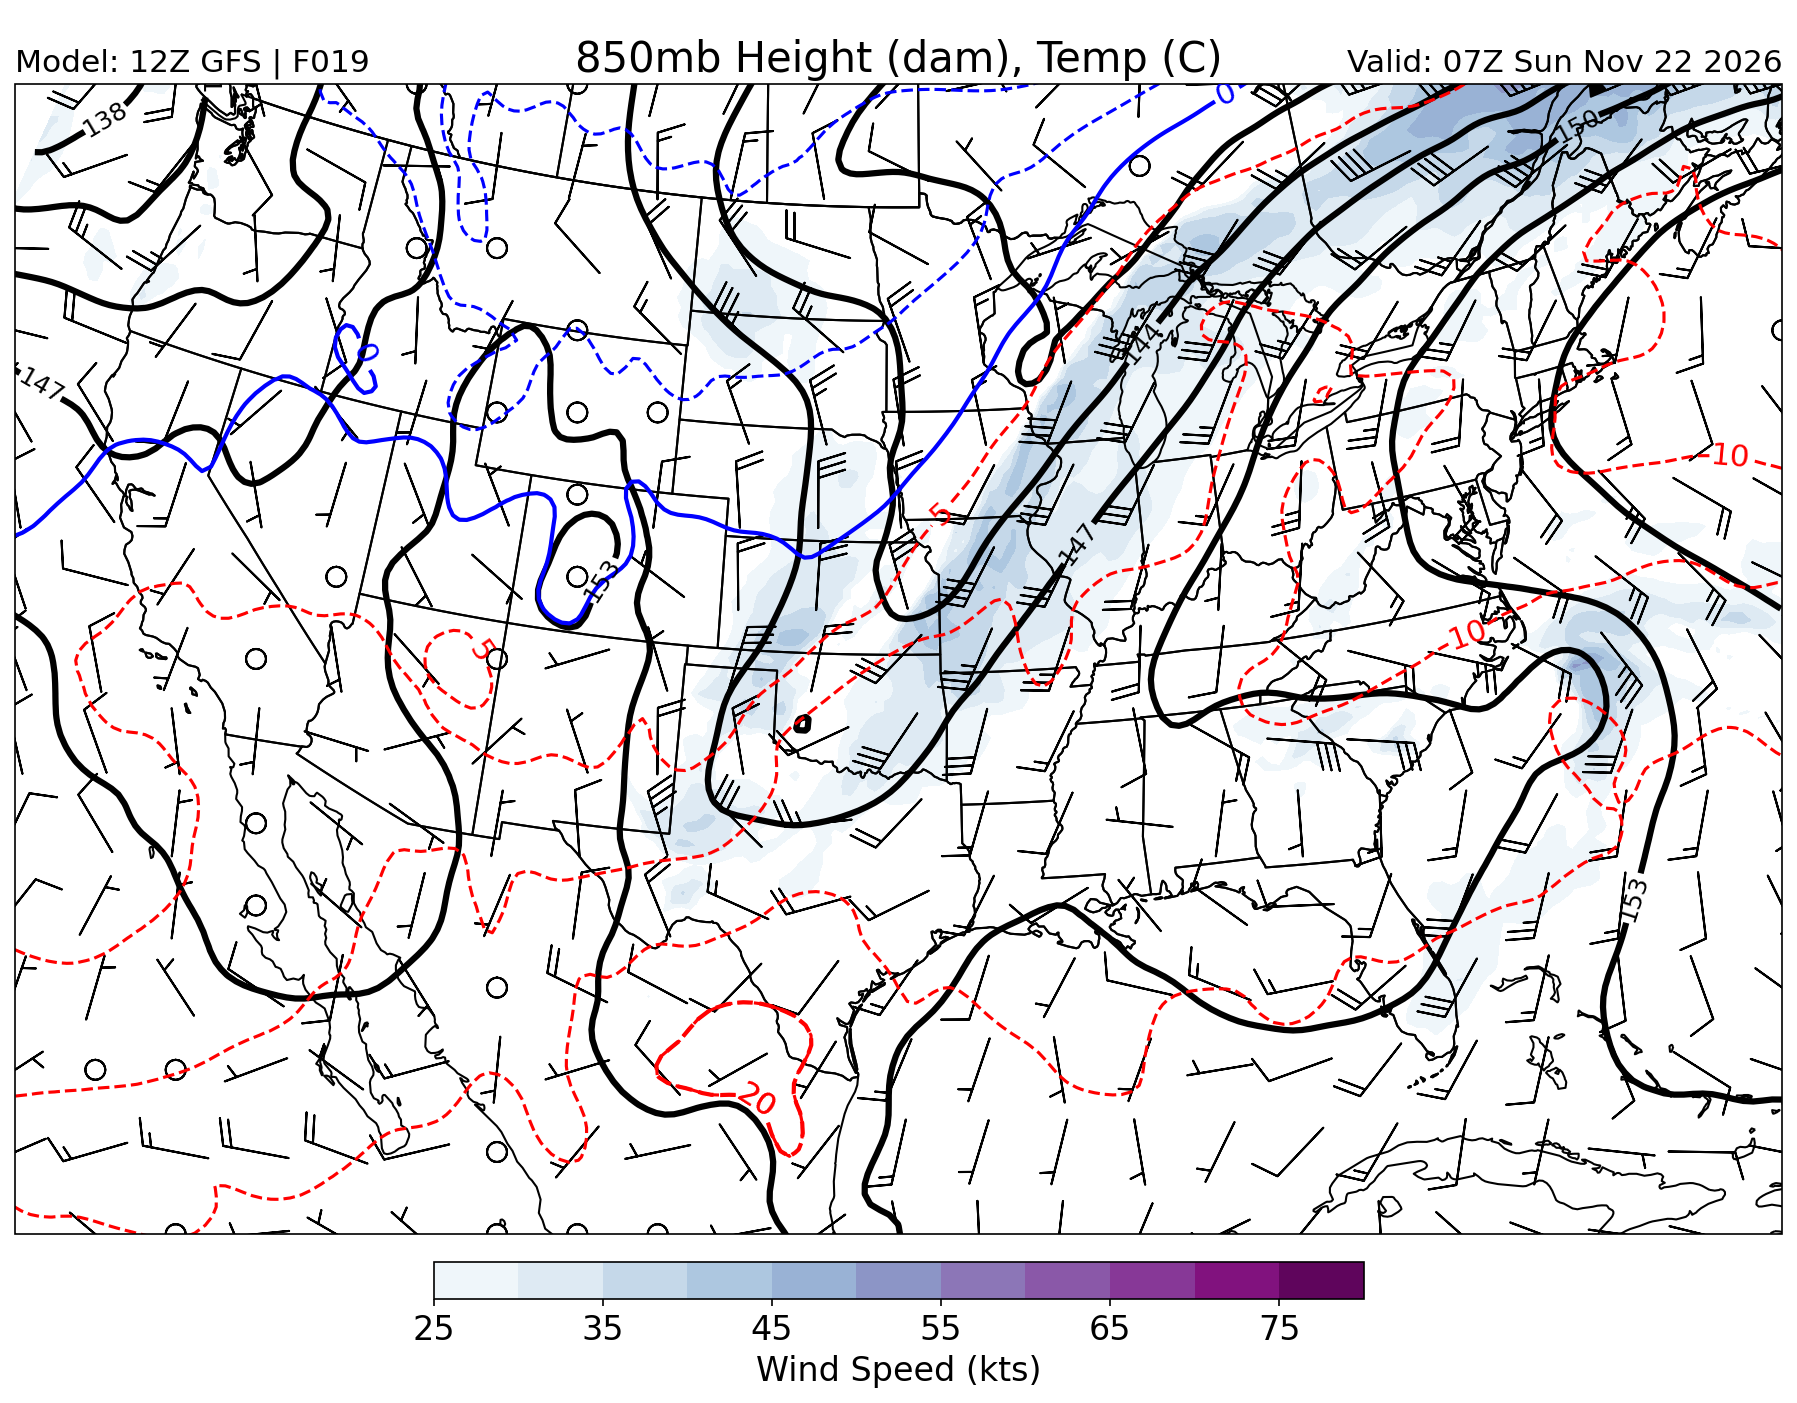 850mb Height (dam), Temp (C)
Model: 12Z GFS | F019
Valid: 07Z Sun Nov 22 2026
138
0
150
147
0
144
10
5
147
153
5
10
153
20
25 35 45 55 65 75
Wind Speed (kts)